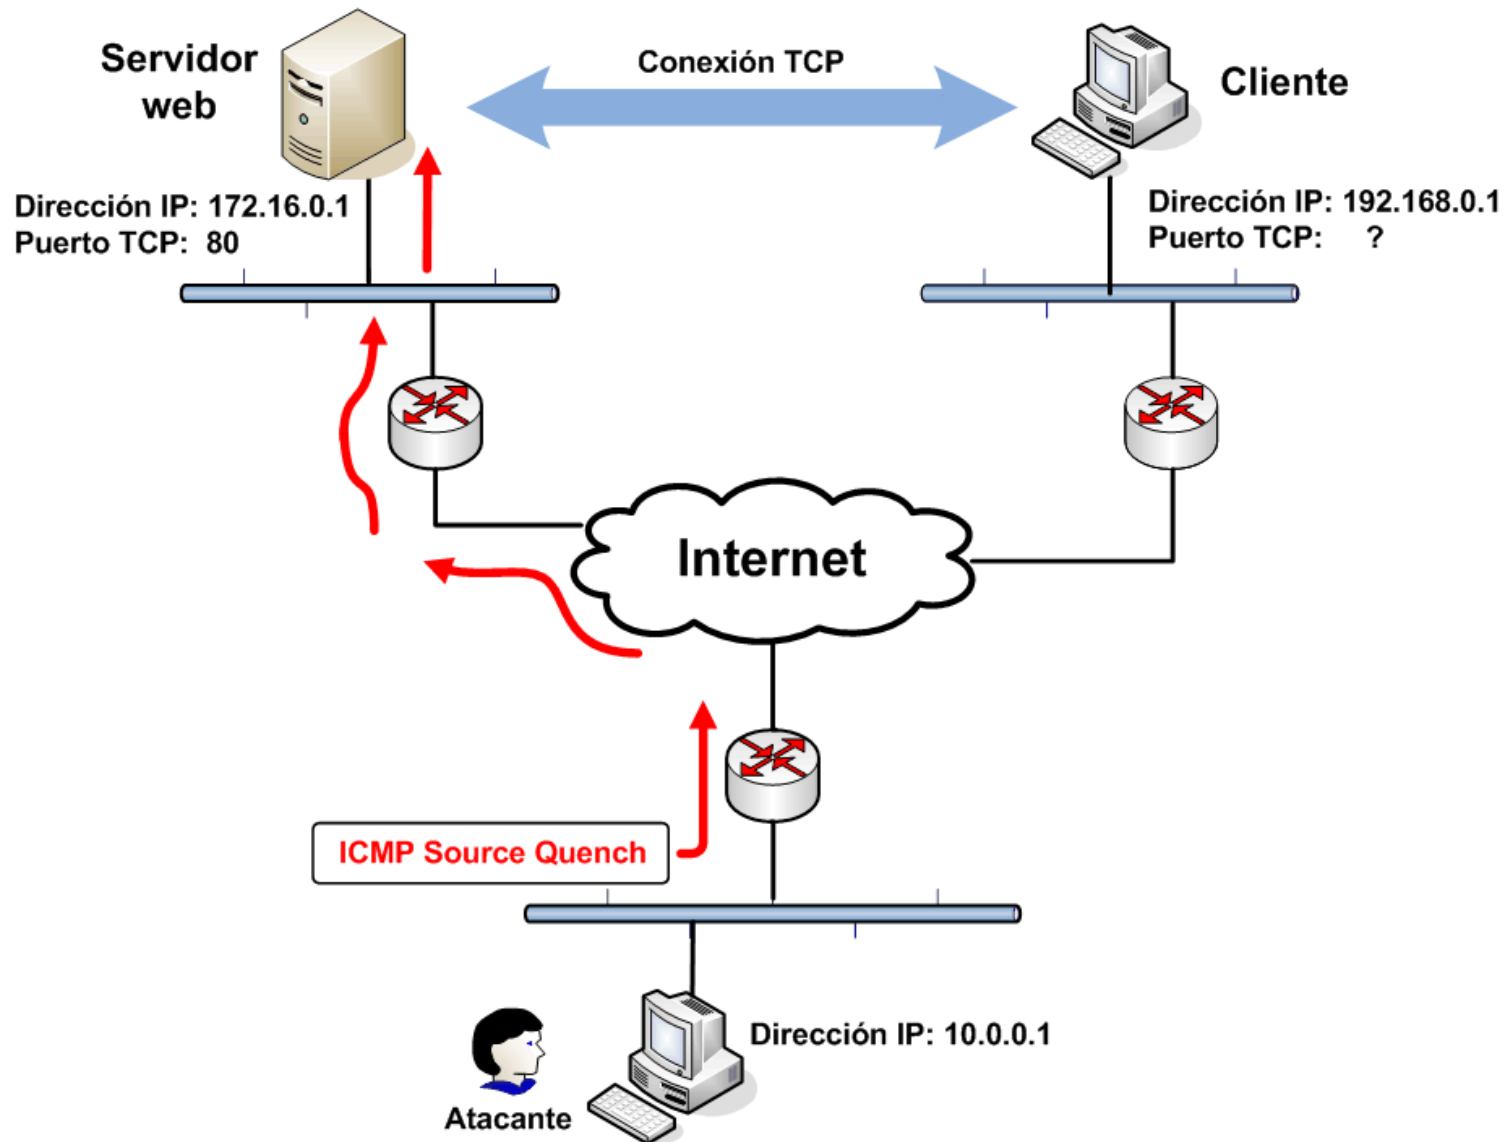 Servidor
web
Conexión TCP
Cliente
Dirección IP: 172.16.0.1
Puerto TCP: 80
Dirección IP: 192.168.0.1
Puerto TCP: ?
Internet
ICMP Source Quench
Dirección IP: 10.0.0.1
Atacante